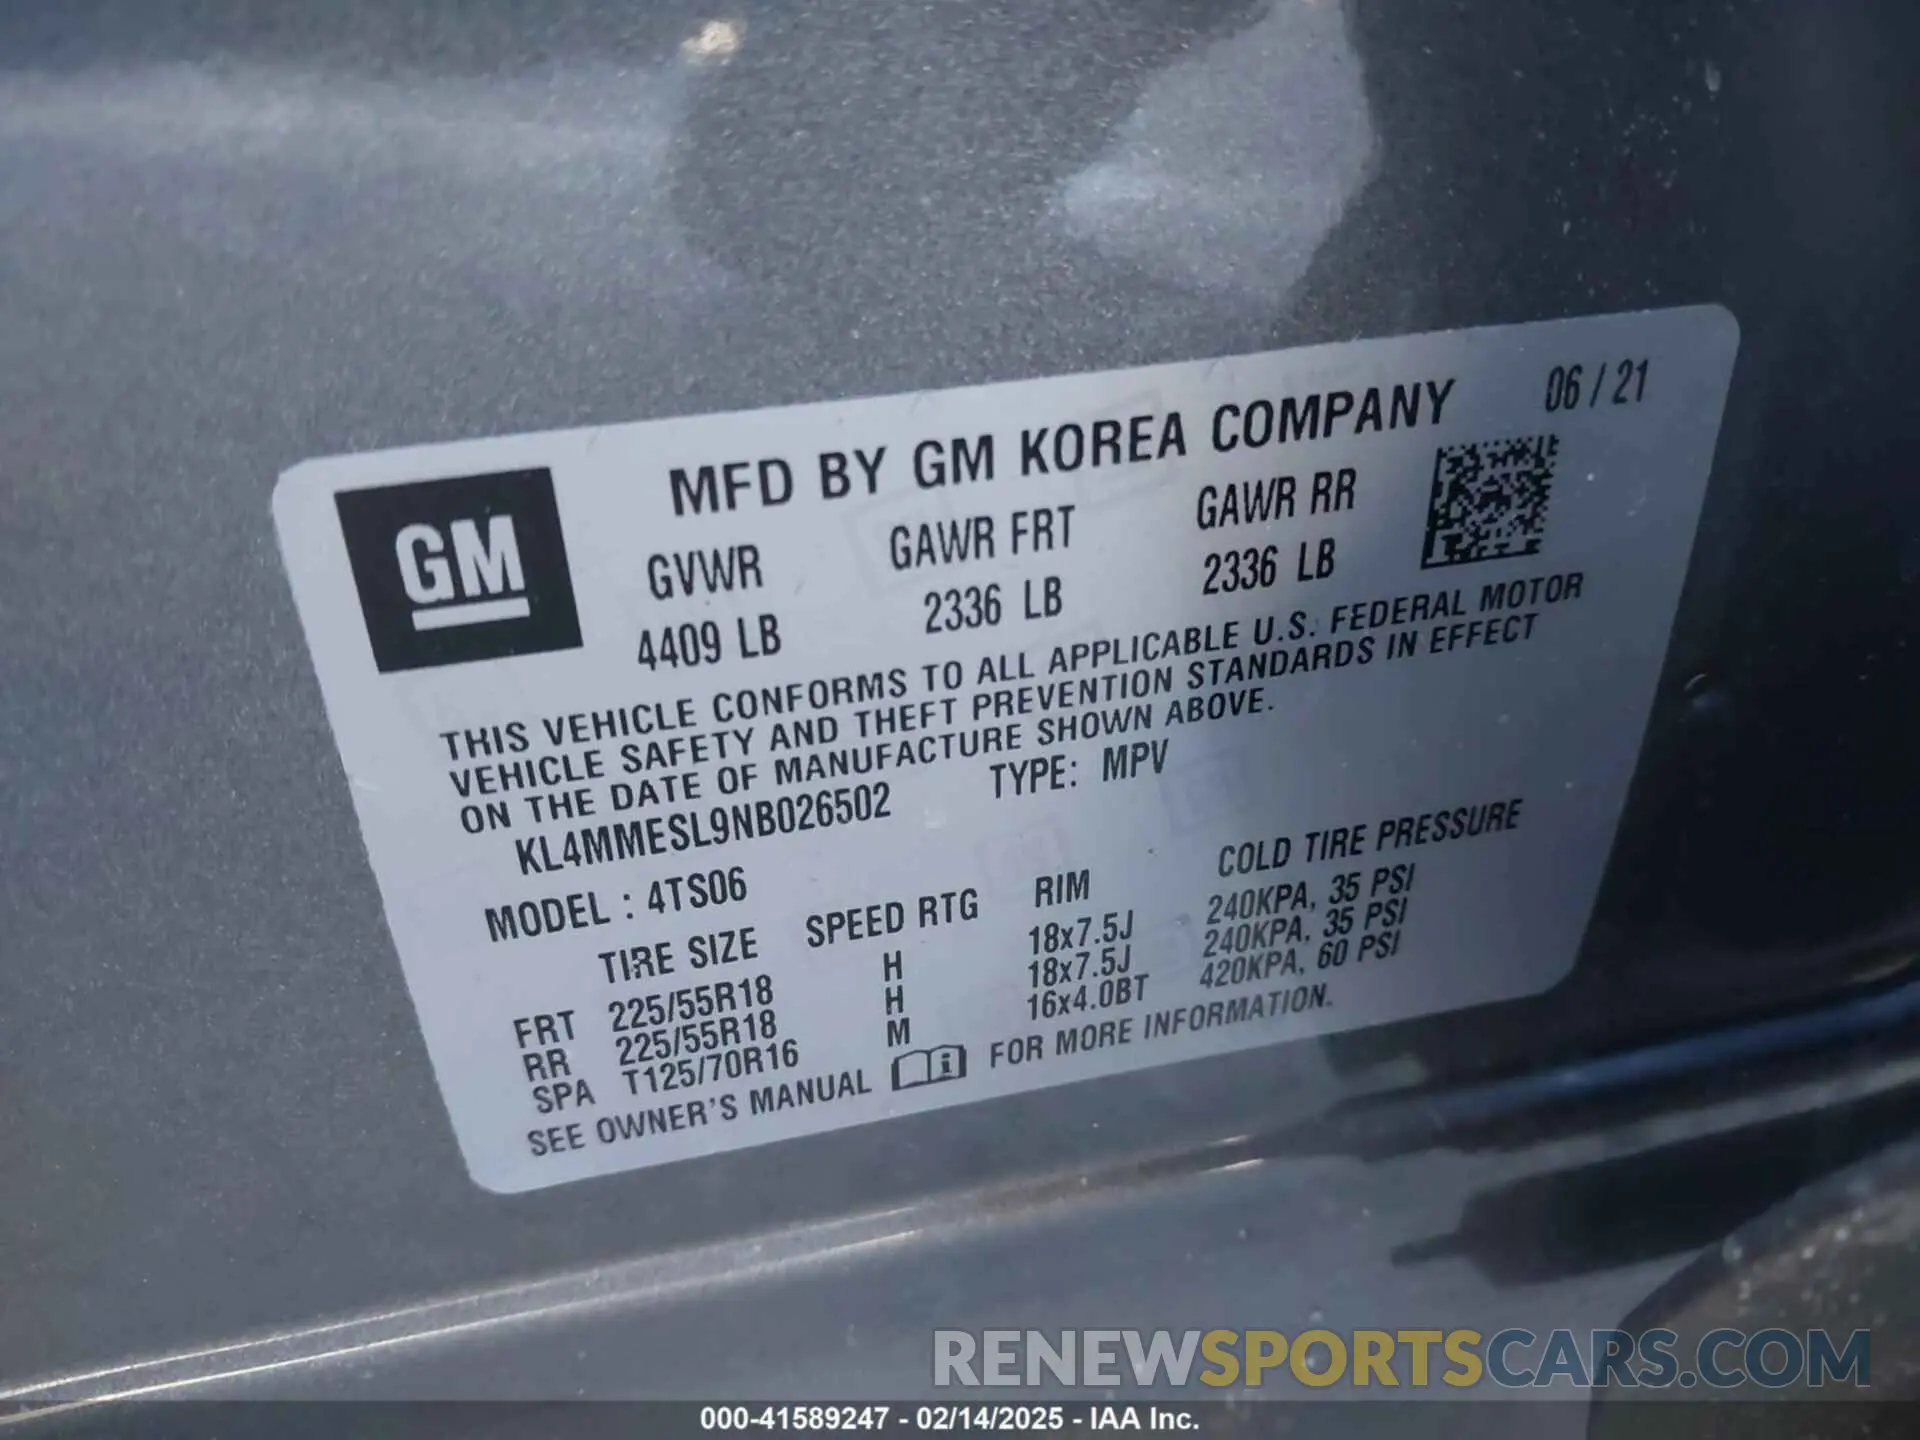 MFD BY GM KOREA COMPANY 06 / 21
GM
GVWR GAWR FRT GAWR RR
4409 LB 2336 LB 2336 LB
THIS VEHICLE CONFORMS TO ALL APPLICABLE U.S. FEDERAL MOTOR
VEHICLE SAFETY AND THEFT PREVENTION STANDARDS IN EFFECT
ON THE DATE OF MANUFACTURE SHOWN ABOVE.
KL4MMESL9NB026502 TYPE: MPV
MODEL : 4TS06
TIRE SIZE SPEED RTG RIM COLD TIRE PRESSURE
FRT 225/55R18 H 18x7.5J 240KPA, 35 PSI
RR 225/55R18 H 18x7.5J 240KPA, 35 PSI
SPA T125/70R16 M 16x4.0BT 420KPA, 60 PSI
SEE OWNER'S MANUAL FOR MORE INFORMATION.
RENEWSPORTSCARS.COM
000-41589247 - 02/14/2025 - IAA Inc.